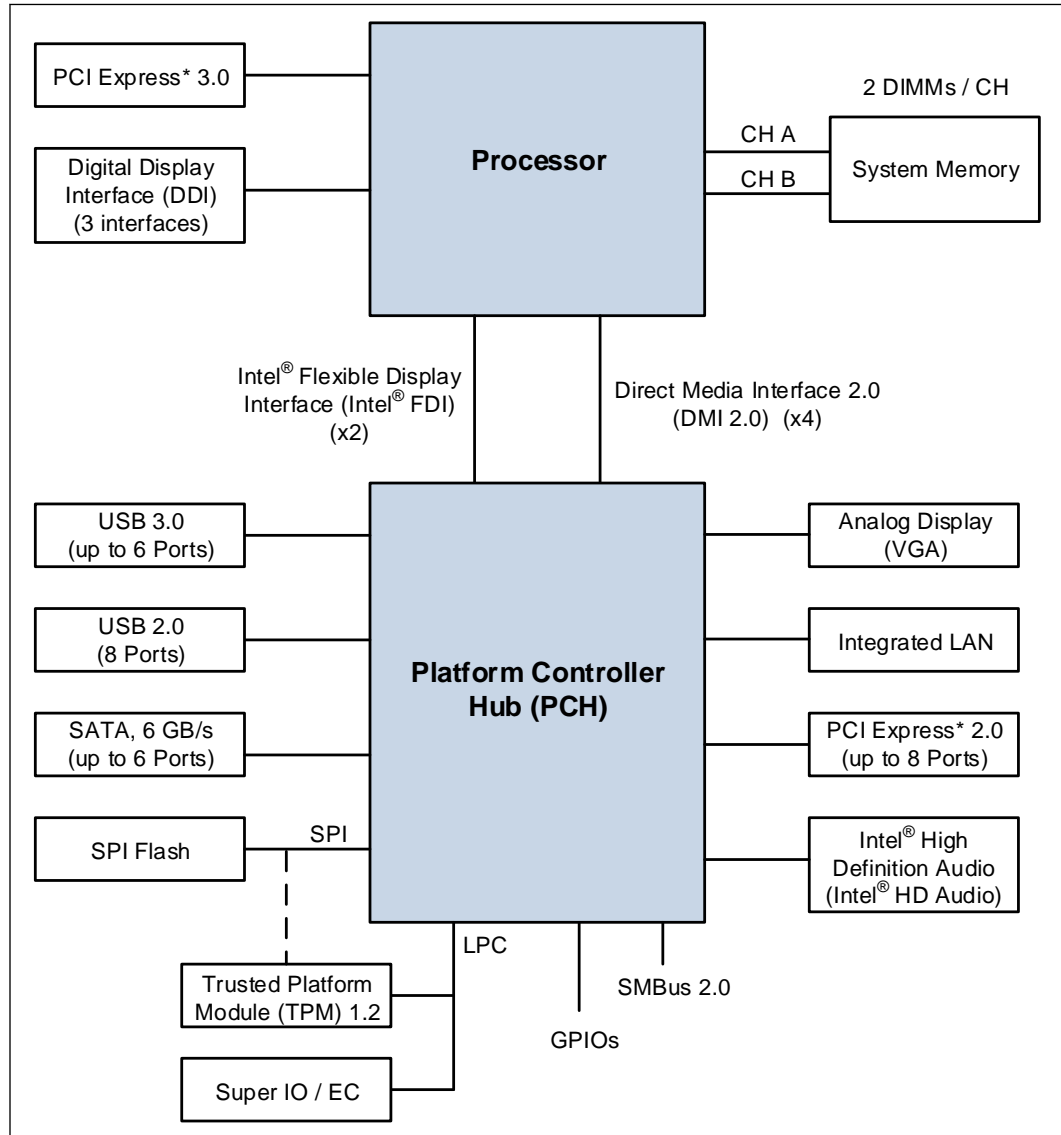 PCI Express* 3.0
Digital Display
Interface (DDI)
(3 interfaces)
Processor
2 DIMMs / CH
CH A
CH B
System Memory
Intel® Flexible Display
Interface (Intel® FDI)
(x2)
Direct Media Interface 2.0
(DMI 2.0) (x4)
USB 3.0
(up to 6 Ports)
USB 2.0
(8 Ports)
SATA, 6 GB/s
(up to 6 Ports)
SPI Flash
SPI
Platform Controller
Hub (PCH)
Analog Display
(VGA)
Integrated LAN
PCI Express* 2.0
(up to 8 Ports)
Intel® High
Definition Audio
(Intel® HD Audio)
LPC
Trusted Platform
Module (TPM) 1.2
Super IO / EC
GPIOs
SMBus 2.0